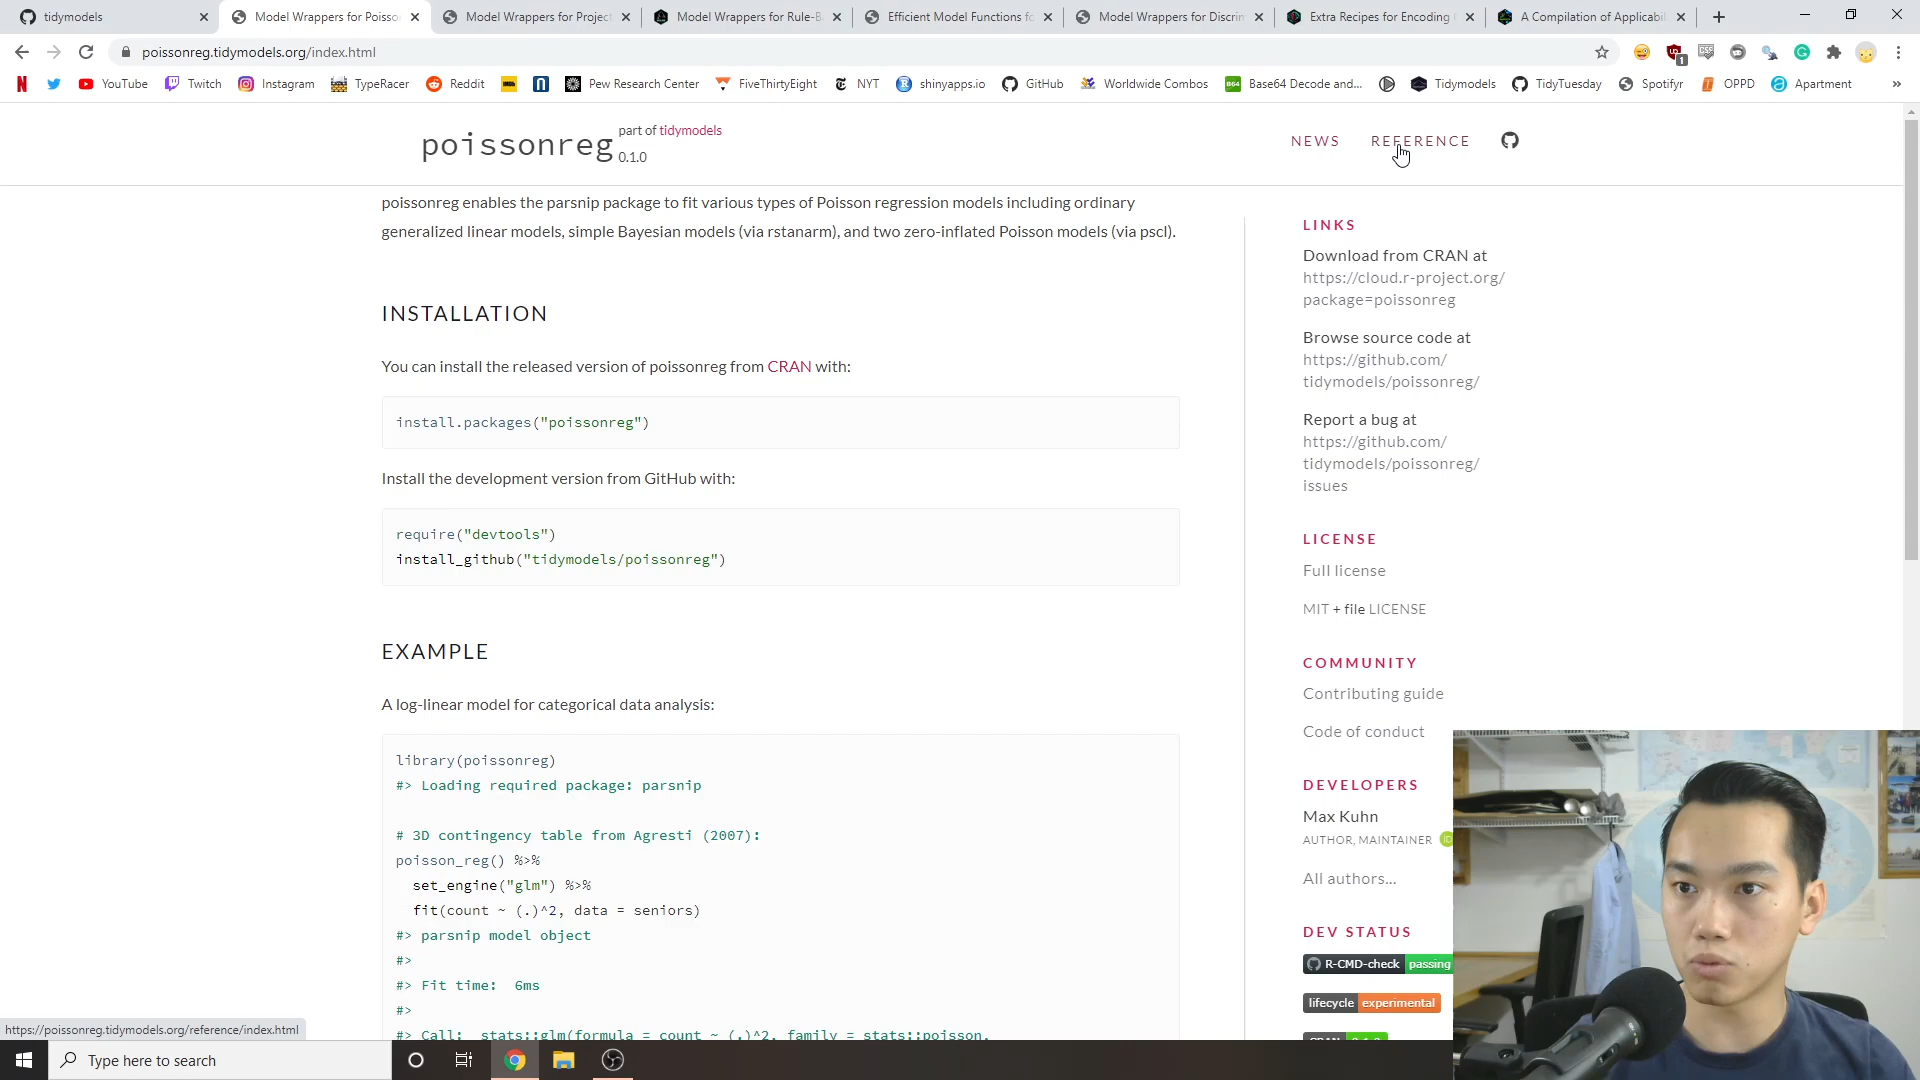 tidymodels
Model Wrappers for Poisso
Model Wrappers for Project
Model Wrappers for Rule-B
Efficient Model Functions fo
Model Wrappers for Discrin
Extra Recipes for Encoding
A Compilation of Applicabil
poissonreg.tidymodels.org/index.html
YouTube
Twitch
Instagram
TypeRacer
Reddit
Pew Research Center
FiveThirtyEight
NYT
shinyapps.io
GitHub
Worldwide Combos
Base64 Decode and...
Tidymodels
TidyTuesday
Spotifyr
OPPD
Apartment
»
poissonreg
part of tidymodels
0.1.0
NEWS
REFERENCE
poissonreg enables the parsnip package to fit various types of Poisson regression models including ordinary
generalized linear models, simple Bayesian models (via rstanarm), and two zero-inflated Poisson models (via pscl).
INSTALLATION
You can install the released version of poissonreg from CRAN with:
install.packages("poissonreg")
Install the development version from GitHub with:
require("devtools")
install_github("tidymodels/poissonreg")
EXAMPLE
A log-linear model for categorical data analysis:
library(poissonreg)
#> Loading required package: parsnip
# 3D contingency table from Agresti (2007):
poisson_reg() %>%
set_engine("glm") %>%
fit(count ~ (.)^2, data = seniors)
#> parsnip model object
#>
#> Fit time:  6ms
#>
#> Call:  stats::glm(formula = count ~ (.)^2, family = stats::poisson,
LINKS
Download from CRAN at
https://cloud.r-project.org/
package=poissonreg
Browse source code at
https://github.com/
tidymodels/poissonreg/
Report a bug at
https://github.com/
tidymodels/poissonreg/
issues
LICENSE
Full license
MIT + file LICENSE
COMMUNITY
Contributing guide
Code of conduct
DEVELOPERS
Max Kuhn
AUTHOR, MAINTAINER
All authors...
DEV STATUS
R-CMD-check passing
lifecycle experimental
https://poissonreg.tidymodels.org/reference/index.html
Type here to search